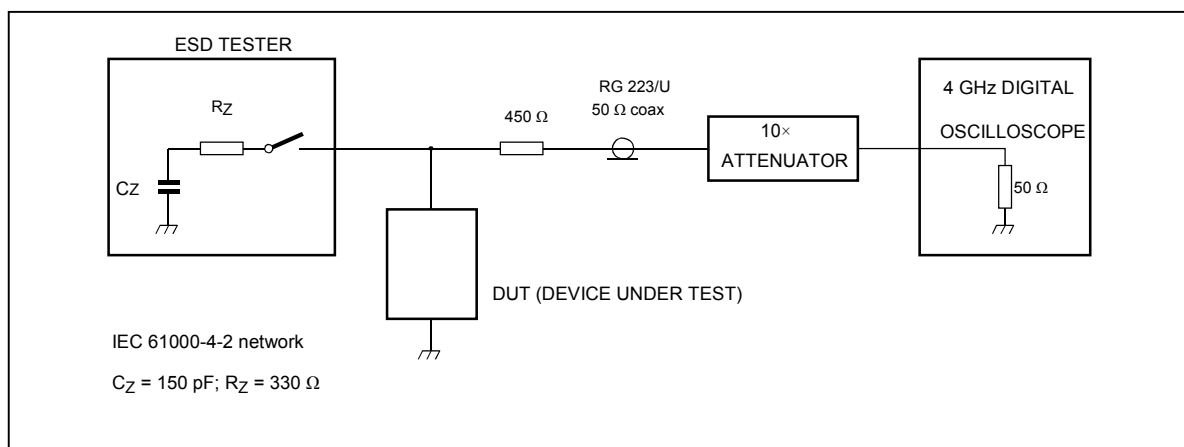 ESD TESTER
RZ
CZ
450 Ω
RG 223/U
50 Ω coax
10×
ATTENUATOR
4 GHz DIGITAL
OSCILLOSCOPE
50 Ω
DUT (DEVICE UNDER TEST)
IEC 61000-4-2 network
CZ = 150 pF; RZ = 330 Ω